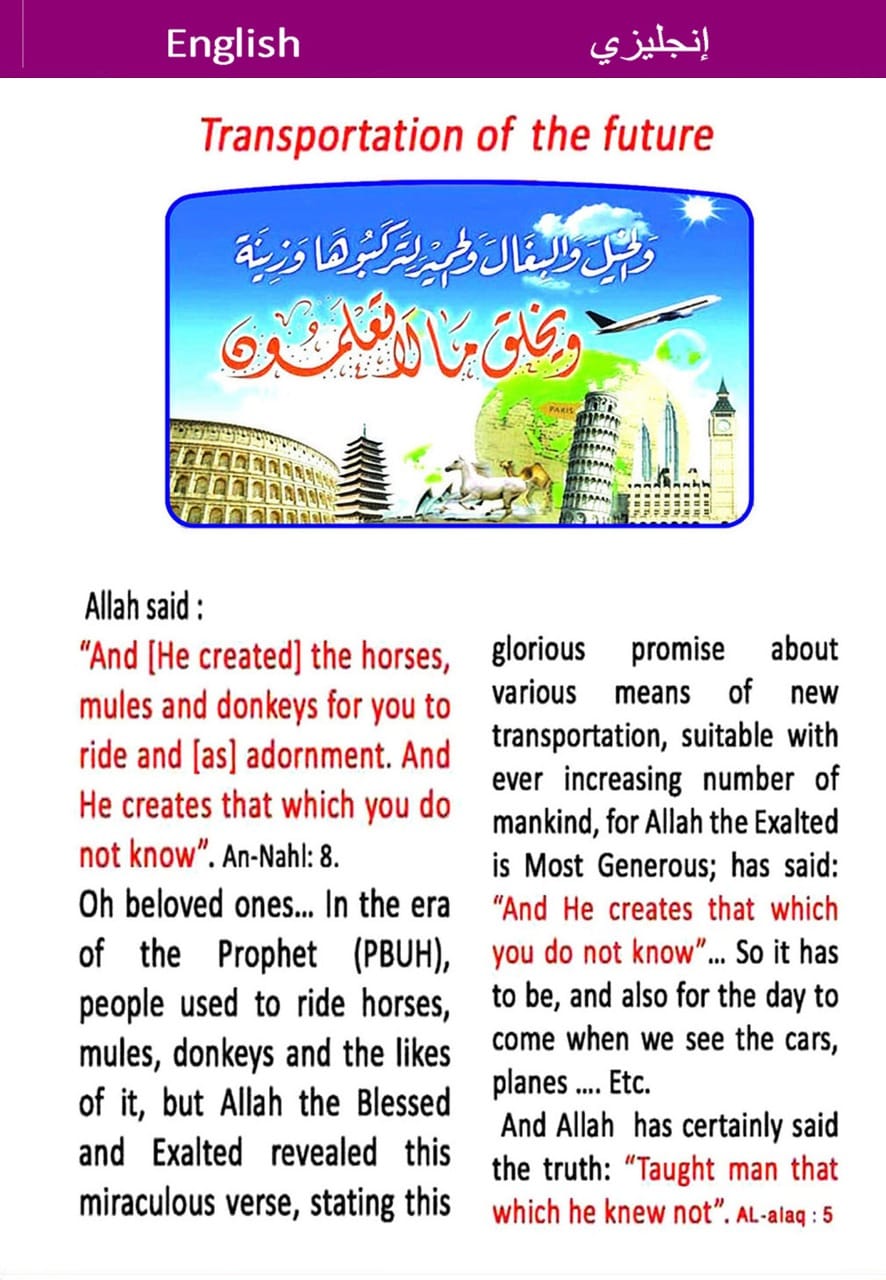 English
إنجليزي
Transportation of the future
وَالْخَيْلَ وَالْبِغَالَ وَالْحَمِيرَ لِتَرْكَبُوهَا وَزِينَةً
ويخلق مَا لَا تَعْلَمُون
PARIS
Allah said :
“And [He created] the horses,
mules and donkeys for you to
ride and [as] adornment. And
He creates that which you do
not know”. An-Nahl: 8.
Oh beloved ones... In the era
of the Prophet (PBUH),
people used to ride horses,
mules, donkeys and the likes
of it, but Allah the Blessed
and Exalted revealed this
miraculous verse, stating this
glorious promise about
various means of new
transportation, suitable with
ever increasing number of
mankind, for Allah the Exalted
is Most Generous; has said:
“And He creates that which
you do not know”... So it has
to be, and also for the day to
come when we see the cars,
planes .... Etc.
And Allah has certainly said
the truth: “Taught man that
which he knew not”. AL-alaq : 5